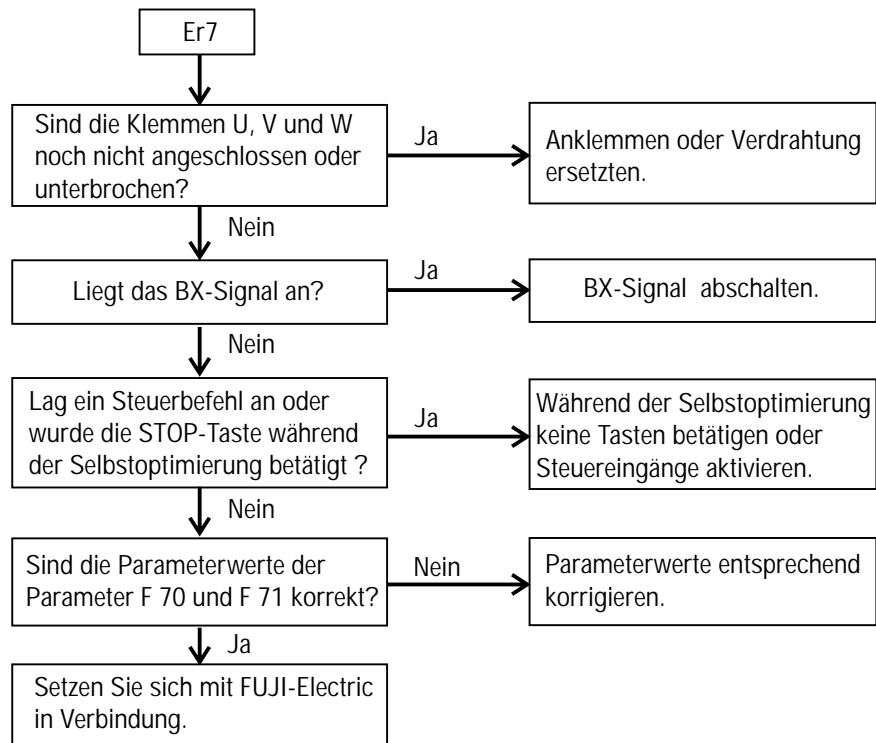 Er7
Sind die Klemmen U, V und W
noch nicht angeschlossen oder
unterbrochen?
Ja
Anklemmen oder Verdrahtung
ersetzten.
Nein
Liegt das BX-Signal an?
Ja
BX-Signal abschalten.
Nein
Lag ein Steuerbefehl an oder
wurde die STOP-Taste während
der Selbstoptimierung betätigt ?
Ja
Während der Selbstoptimierung
keine Tasten betätigen oder
Steuereingänge aktivieren.
Nein
Sind die Parameterwerte der
Parameter F 70 und F 71 korrekt?
Nein
Parameterwerte entsprechend
korrigieren.
Ja
Setzen Sie sich mit FUJI-Electric
in Verbindung.